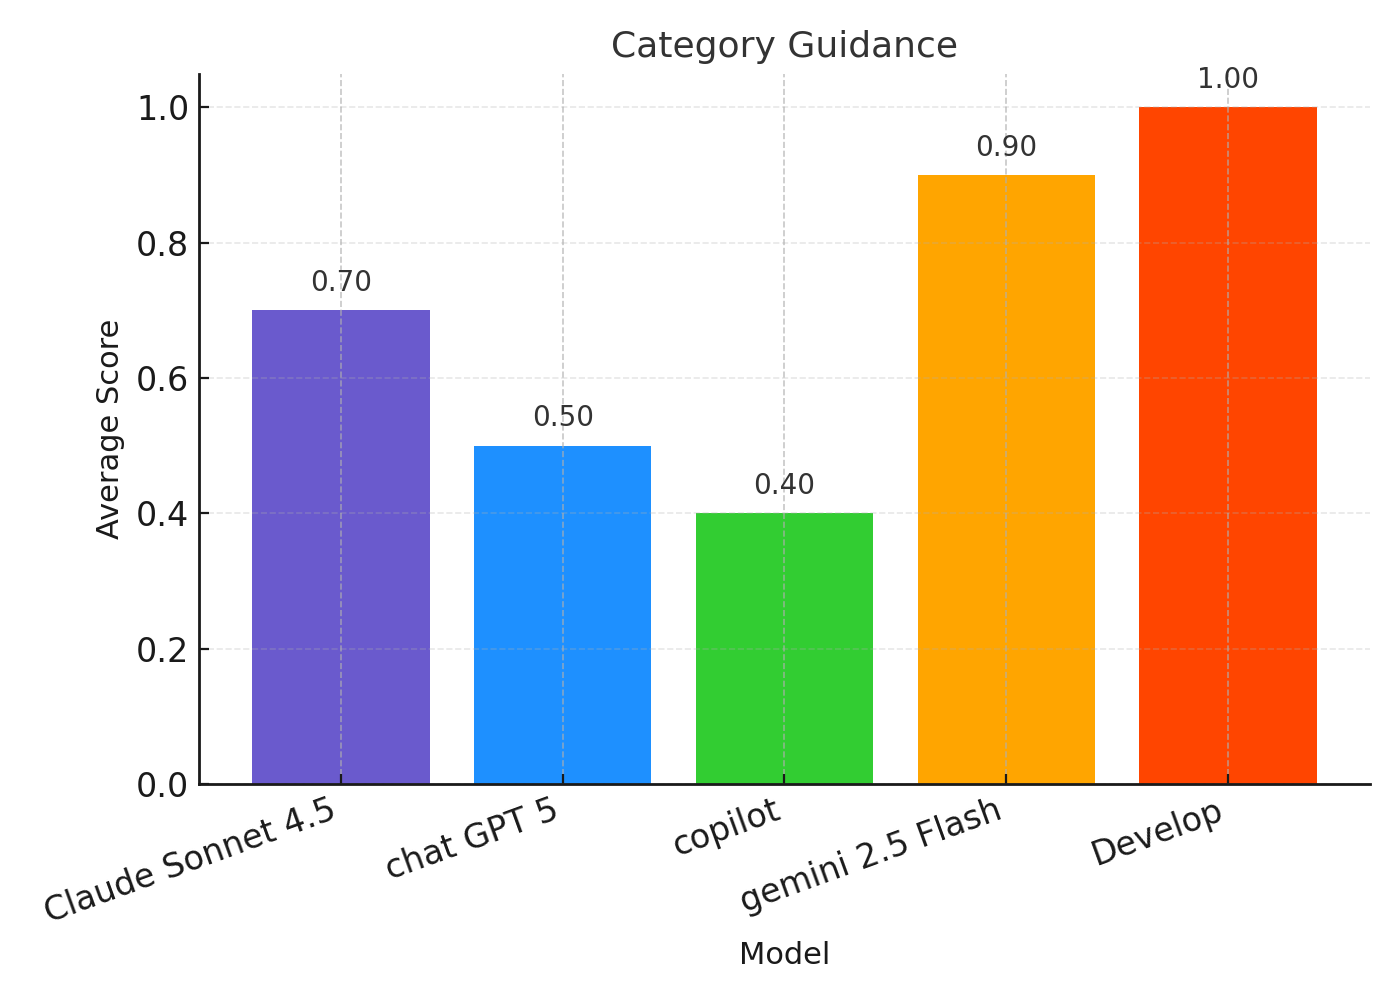 Category Guidance
1.00
0.90
0.70
0.50
0.40
Average Score
1.0
0.8
0.6
0.4
0.2
0.0
Claude Sonnet 4.5
chat GPT 5
copilot
gemini 2.5 Flash
Develop
Model